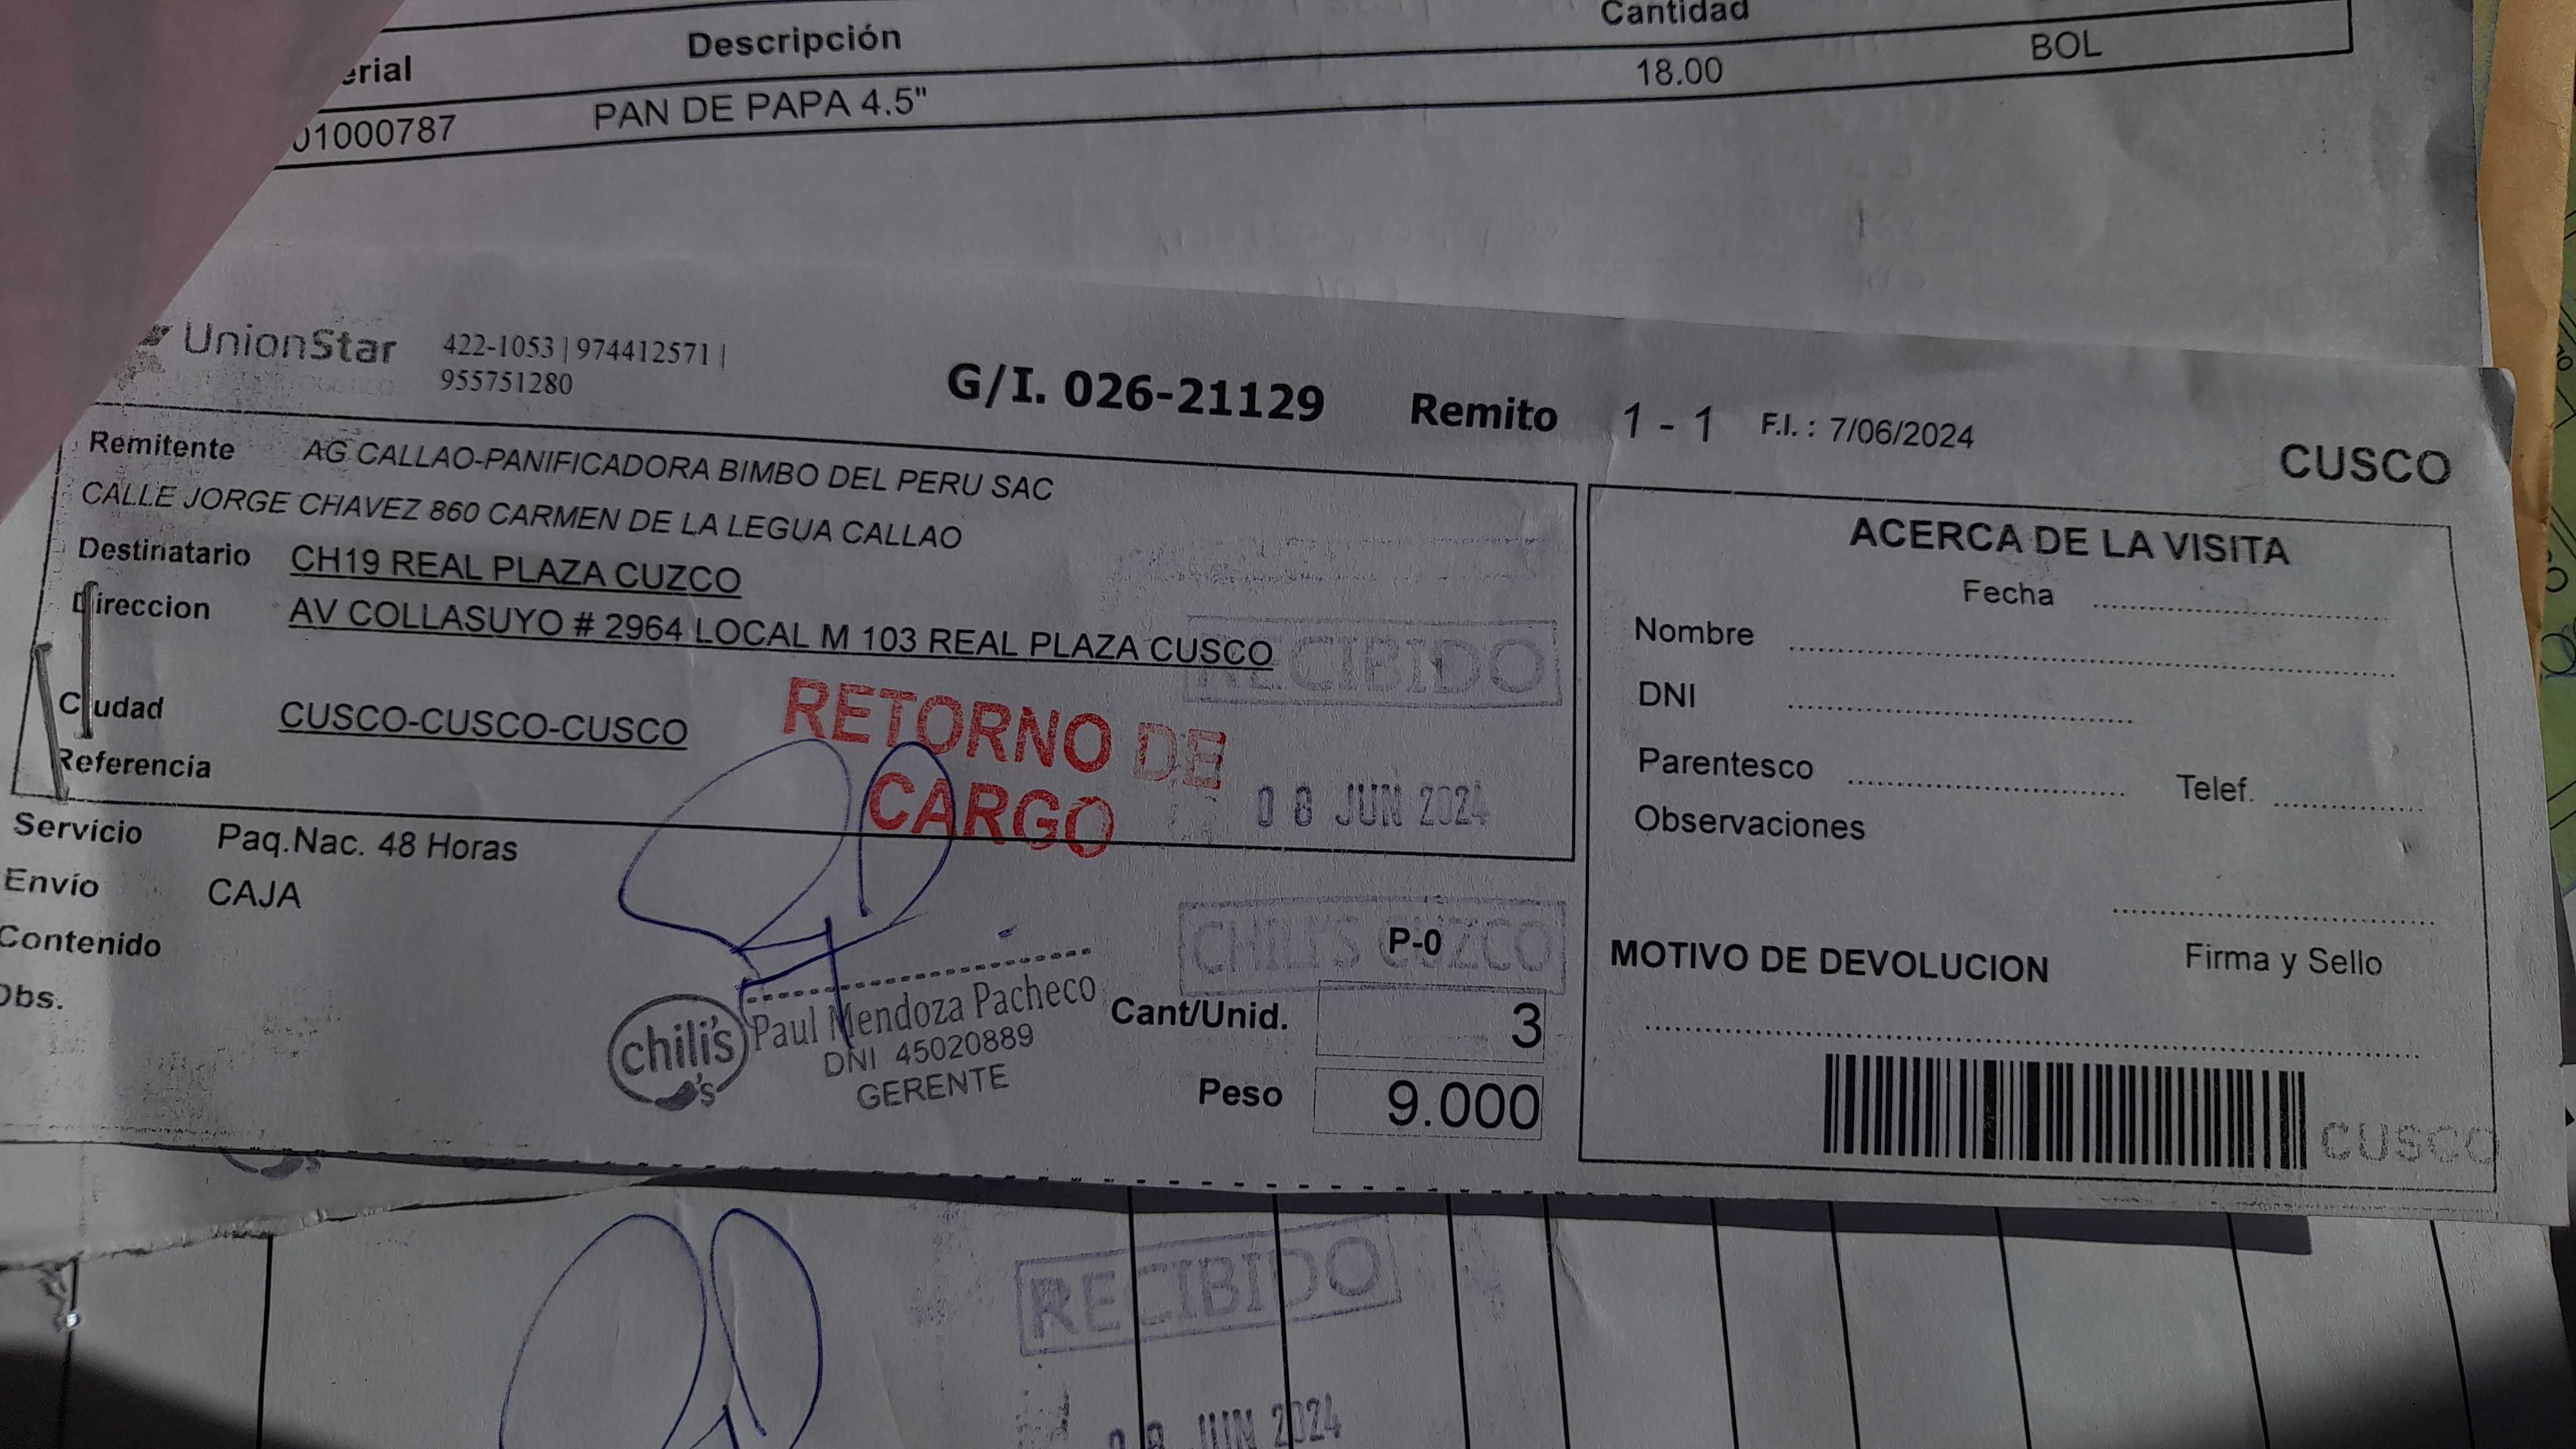 erial Descripción Cantidad
01000787 PAN DE PAPA 4.5" 18.00 BOL
UnionStar 422-1053 | 974412571 |
955751280
G/I. 026-21129 Remito 1 - 1 F.I. : 7/06/2024
CUSCO
Remitente AG CALLAO-PANIFICADORA BIMBO DEL PERU SAC
CALLE JORGE CHAVEZ 860 CARMEN DE LA LEGUA CALLAO
Destinatario CH19 REAL PLAZA CUZCO
Direccion AV COLLASUYO # 2964 LOCAL M 103 REAL PLAZA CUSCO
RECIBIDO
Ciudad CUSCO-CUSCO-CUSCO
Referencia
RETORNO DE
CARGO
08 JUN 2024
Servicio Paq.Nac. 48 Horas
Envío CAJA
Contenido
Obs.
CHILI'S CUZCO
P-0
chili's
Paul Mendoza Pacheco
DNI 45020889
GERENTE
Cant/Unid. 3
Peso 9.000
ACERCA DE LA VISITA
Fecha
Nombre
DNI
Parentesco Telef.
Observaciones
MOTIVO DE DEVOLUCION Firma y Sello
CUSCO
RECIBIDO
08 JUN 2024